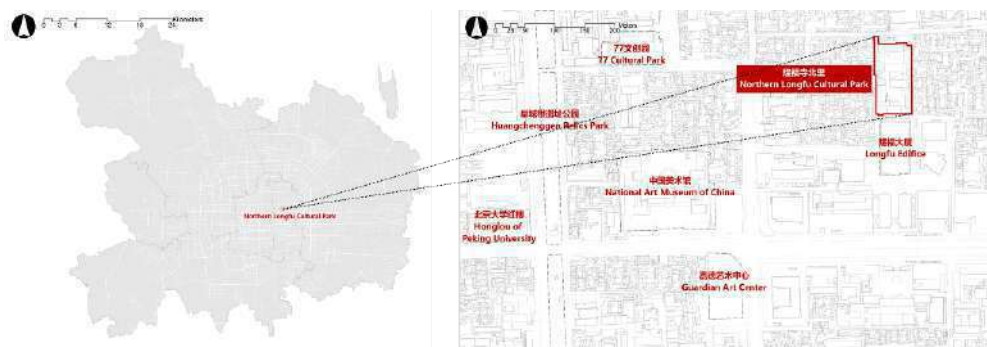 Kilometers
Northern Longfu Cultural Park
Meters
77文创园
77 Cultural Park
隆福寺北里
Northern Longfu Cultural Park
皇城根遗址公园
Huangchenggen Relics Park
隆福大厦
Longfu Edifice
中国美术馆
National Art Museum of China
北京大学红楼
Honglou of
Peking University
嘉德艺术中心
Guardian Art Center